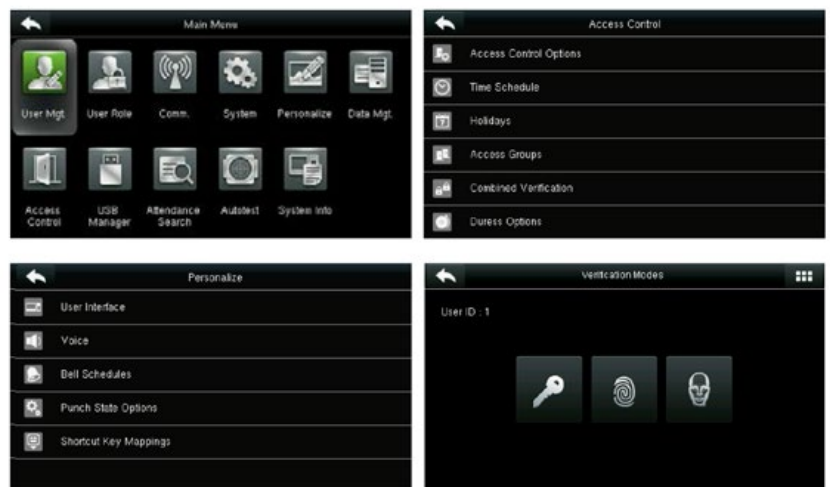 Main Menu
User Mgt.
User Role
Comm.
System
Personalize
Data Mgt.
Access
Control
USB
Manager
Attendance
Search
Autotest
System Info
Access Control
Access Control Options
Time Schedule
Holidays
Access Groups
Combined Verification
Duress Options
Personalize
User Interface
Voice
Bell Schedules
Punch State Options
Shortcut Key Mappings
Verification Modes
User ID : 1